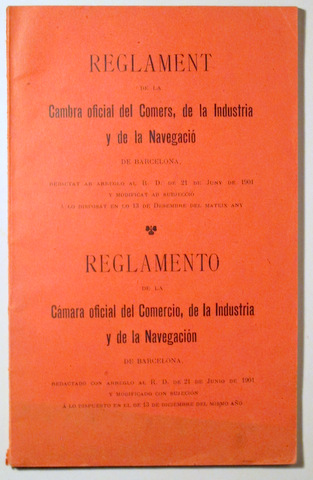 REGLAMENT
DE LA
Cambra oficial del Comers, de la Industria
y de la Navegació
DE BARCELONA,
REDACTAT AB ARREGLO AL R. D. DE 21 DE JUNY DE 1901
Y MODIFICAT AB SUBJECCIÓ
A LO DISPOSAT EN LO 13 DE DESEMBRE DEL MATEIX ANY
REGLAMENTO
DE LA
Cámara oficial del Comercio, de la Industria
y de la Navegación
DE BARCELONA,
REDACTADO CON ARREGLO AL R. D. DE 21 DE JUNIO DE 1901
Y MODIFICADO CON SUJECIÓN
Á LO DISPUESTO EN EL DE 13 DE DICIEMBRE DEL MISMO AÑO